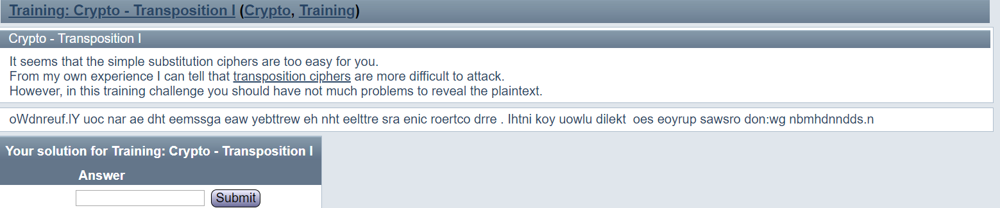 Training: Crypto - Transposition I (Crypto, Training)
Crypto - Transposition I
It seems that the simple substitution ciphers are too easy for you.
From my own experience I can tell that transposition ciphers are more difficult to attack.
However, in this training challenge you should have not much problems to reveal the plaintext.
oWdnreuf.lY uoc nar ae dht eemssga eaw yebttrew eh nht eelttre sra enic roertco drre . Ihtni koy uowlu dilekt  oes eoyrup sawsro don:wg nbmhdnndds.n
Your solution for Training: Crypto - Transposition I
Answer
Submit